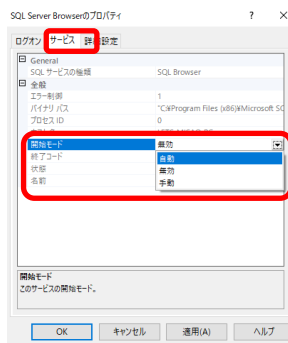 SQL Server Browserのプロパティ ? ×
ログオン サービス 詳細設定
General
SQL サービスの種類 SQL Browser
全般
エラー制御 1
バイナリ パス "C:¥Program Files (x86)¥Microsoft SC
プロセス ID 0
開始モード 無効
終了コード 自動
状態 無効
名前 手動
開始モード
このサービスの開始モード。
OK キャンセル 適用(A) ヘルプ